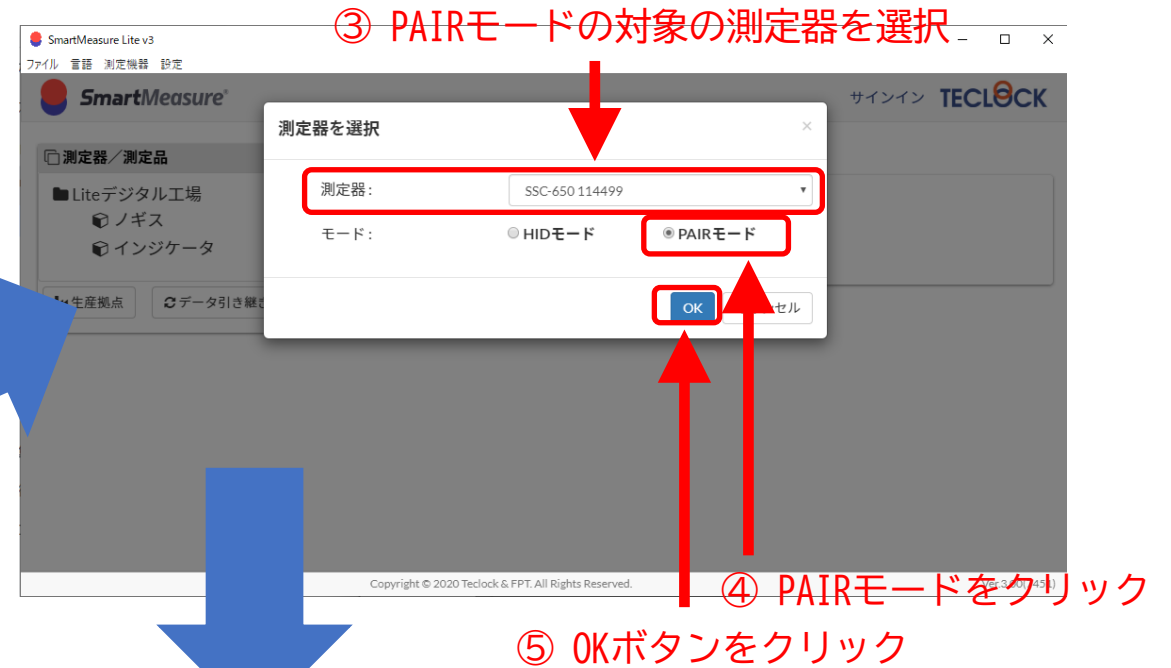 ③ PAIRモードの対象の測定器を選択
SmartMeasure Lite v3
ファイル 言語 測定機器 設定
SmartMeasure®
サインイン TECLOCK
測定器を選択
測定器／測定品
測定器:
SSC-650 114499
Liteデジタル工場
ノギス
モード:
HIDモード
PAIRモード
インジケータ
生産拠点
データ引き継き
OK
セル
Copyright © 2020 Teclock & FPT. All Rights Reserved.
④ PAIRモードをクリック
⑤ OKボタンをクリック